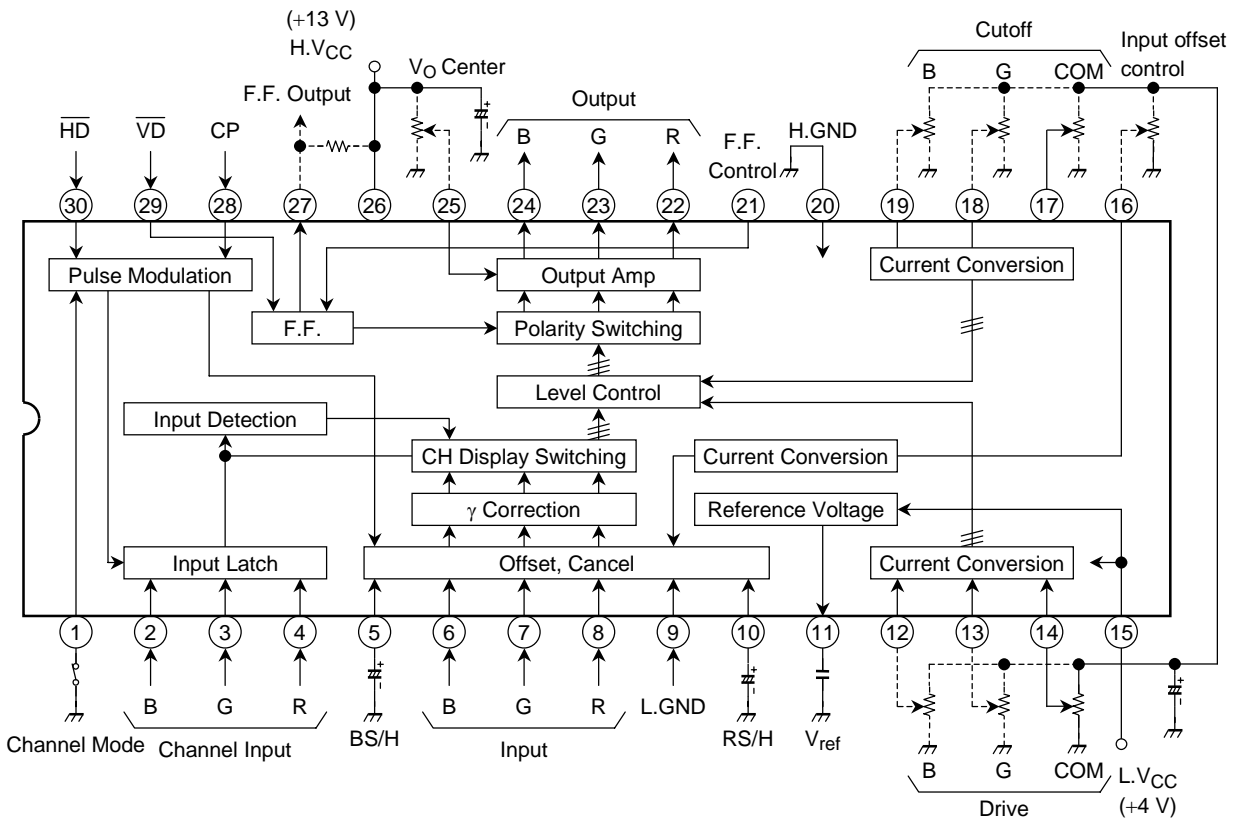 (+13 V)
H.VCC
VO Center
F.F. Output
HD
VD
CP
Output
B
G
R
F.F.
Control
H.GND
Cutoff
B
G
COM
Input offset
control
30
29
28
27
26
25
24
23
22
21
20
19
18
17
16
Pulse Modulation
Output Amp
Current Conversion
F.F.
Polarity Switching
Level Control
Input Detection
CH Display Switching
Current Conversion
γ Correction
Reference Voltage
Input Latch
Offset, Cancel
Current Conversion
1
2
3
4
5
6
7
8
9
10
11
12
13
14
15
Channel Mode
B
G
R
Channel Input
BS/H
B
G
R
Input
L.GND
RS/H
Vref
B
G
COM
Drive
L.VCC
(+4 V)